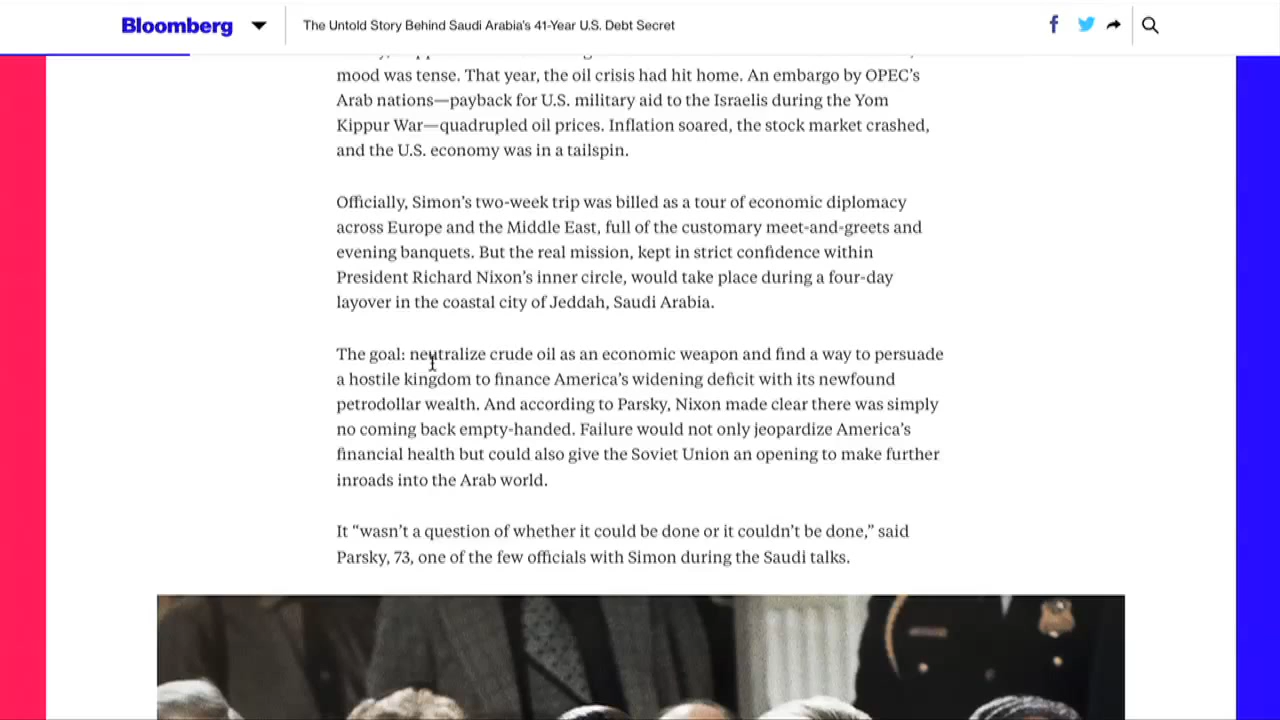 Bloomberg
The Untold Story Behind Saudi Arabia's 41-Year U.S. Debt Secret
mood was tense. That year, the oil crisis had hit home. An embargo by OPEC's
Arab nations—payback for U.S. military aid to the Israelis during the Yom
Kippur War—quadrupled oil prices. Inflation soared, the stock market crashed,
and the U.S. economy was in a tailspin.
Officially, Simon's two-week trip was billed as a tour of economic diplomacy
across Europe and the Middle East, full of the customary meet-and-greets and
evening banquets. But the real mission, kept in strict confidence within
President Richard Nixon's inner circle, would take place during a four-day
layover in the coastal city of Jeddah, Saudi Arabia.
The goal: neutralize crude oil as an economic weapon and find a way to persuade
a hostile kingdom to finance America's widening deficit with its newfound
petrodollar wealth. And according to Parsky, Nixon made clear there was simply
no coming back empty-handed. Failure would not only jeopardize America's
financial health but could also give the Soviet Union an opening to make further
inroads into the Arab world.
It “wasn't a question of whether it could be done or it couldn't be done,” said
Parsky, 73, one of the few officials with Simon during the Saudi talks.